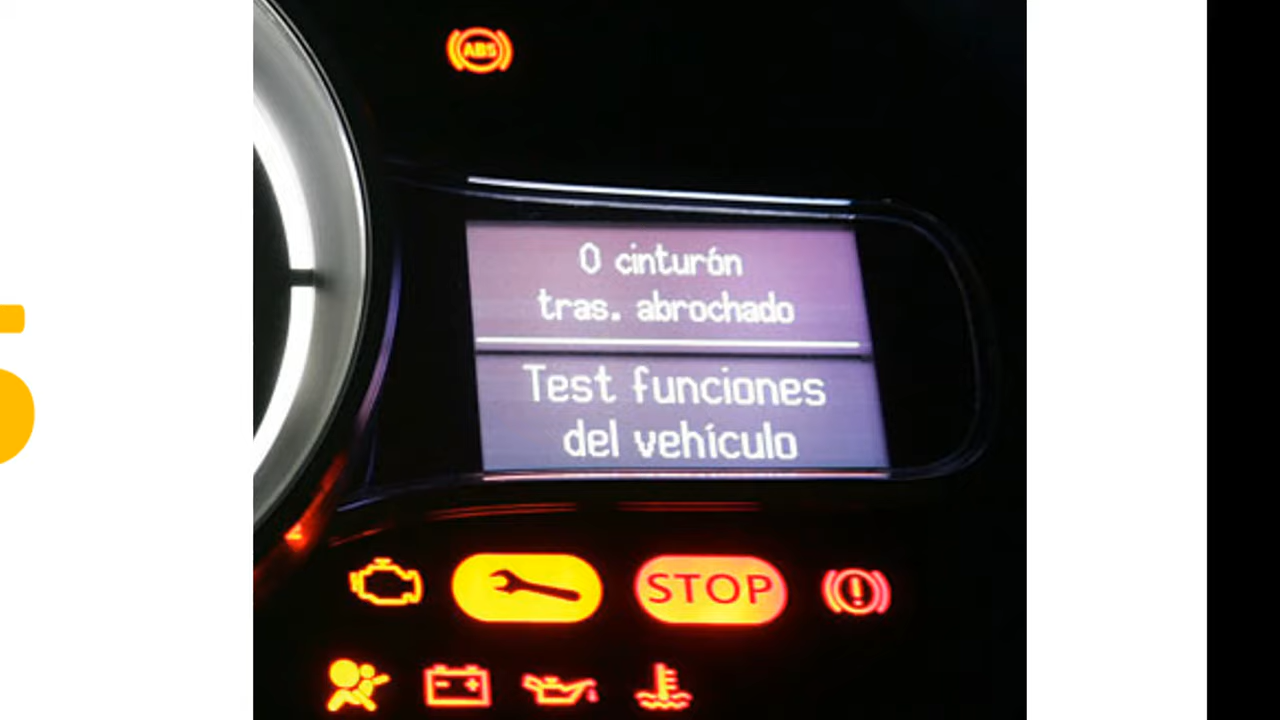 ABS
0 cinturón
tras. abrochado
Test funciones
del vehículo
STOP